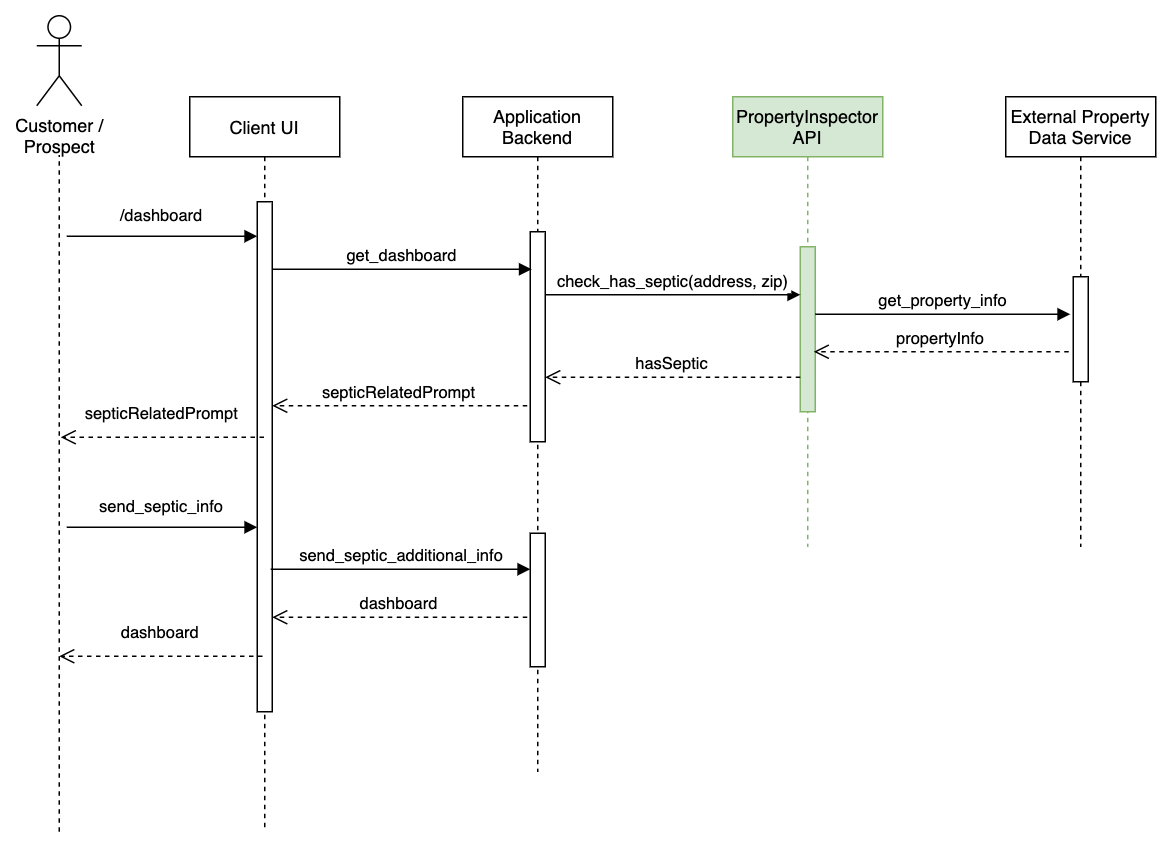 Customer /
Prospect
Client UI
Application
Backend
PropertyInspector
API
External Property
Data Service
/dashboard
get_dashboard
check_has_septic(address, zip)
get_property_info
propertyInfo
hasSeptic
septicRelatedPrompt
septicRelatedPrompt
send_septic_info
send_septic_additional_info
dashboard
dashboard